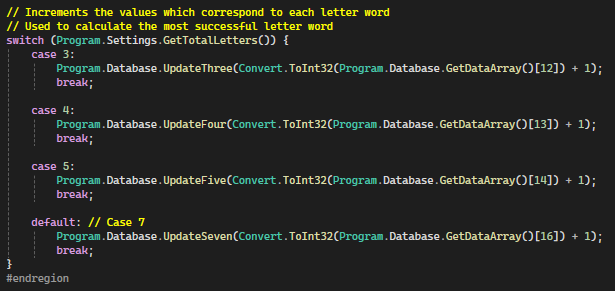 // Increments the values which correspond to each letter word
// Used to calculate the most successful letter word
switch (Program.Settings.GetTotalLetters()) {
    case 3:
        Program.Database.UpdateThree(Convert.ToInt32(Program.Database.GetDataArray()[12]) + 1);
        break;

    case 4:
        Program.Database.UpdateFour(Convert.ToInt32(Program.Database.GetDataArray()[13]) + 1);
        break;

    case 5:
        Program.Database.UpdateFive(Convert.ToInt32(Program.Database.GetDataArray()[14]) + 1);
        break;

    default: // Case 7
        Program.Database.UpdateSeven(Convert.ToInt32(Program.Database.GetDataArray()[16]) + 1);
        break;
}
#endregion